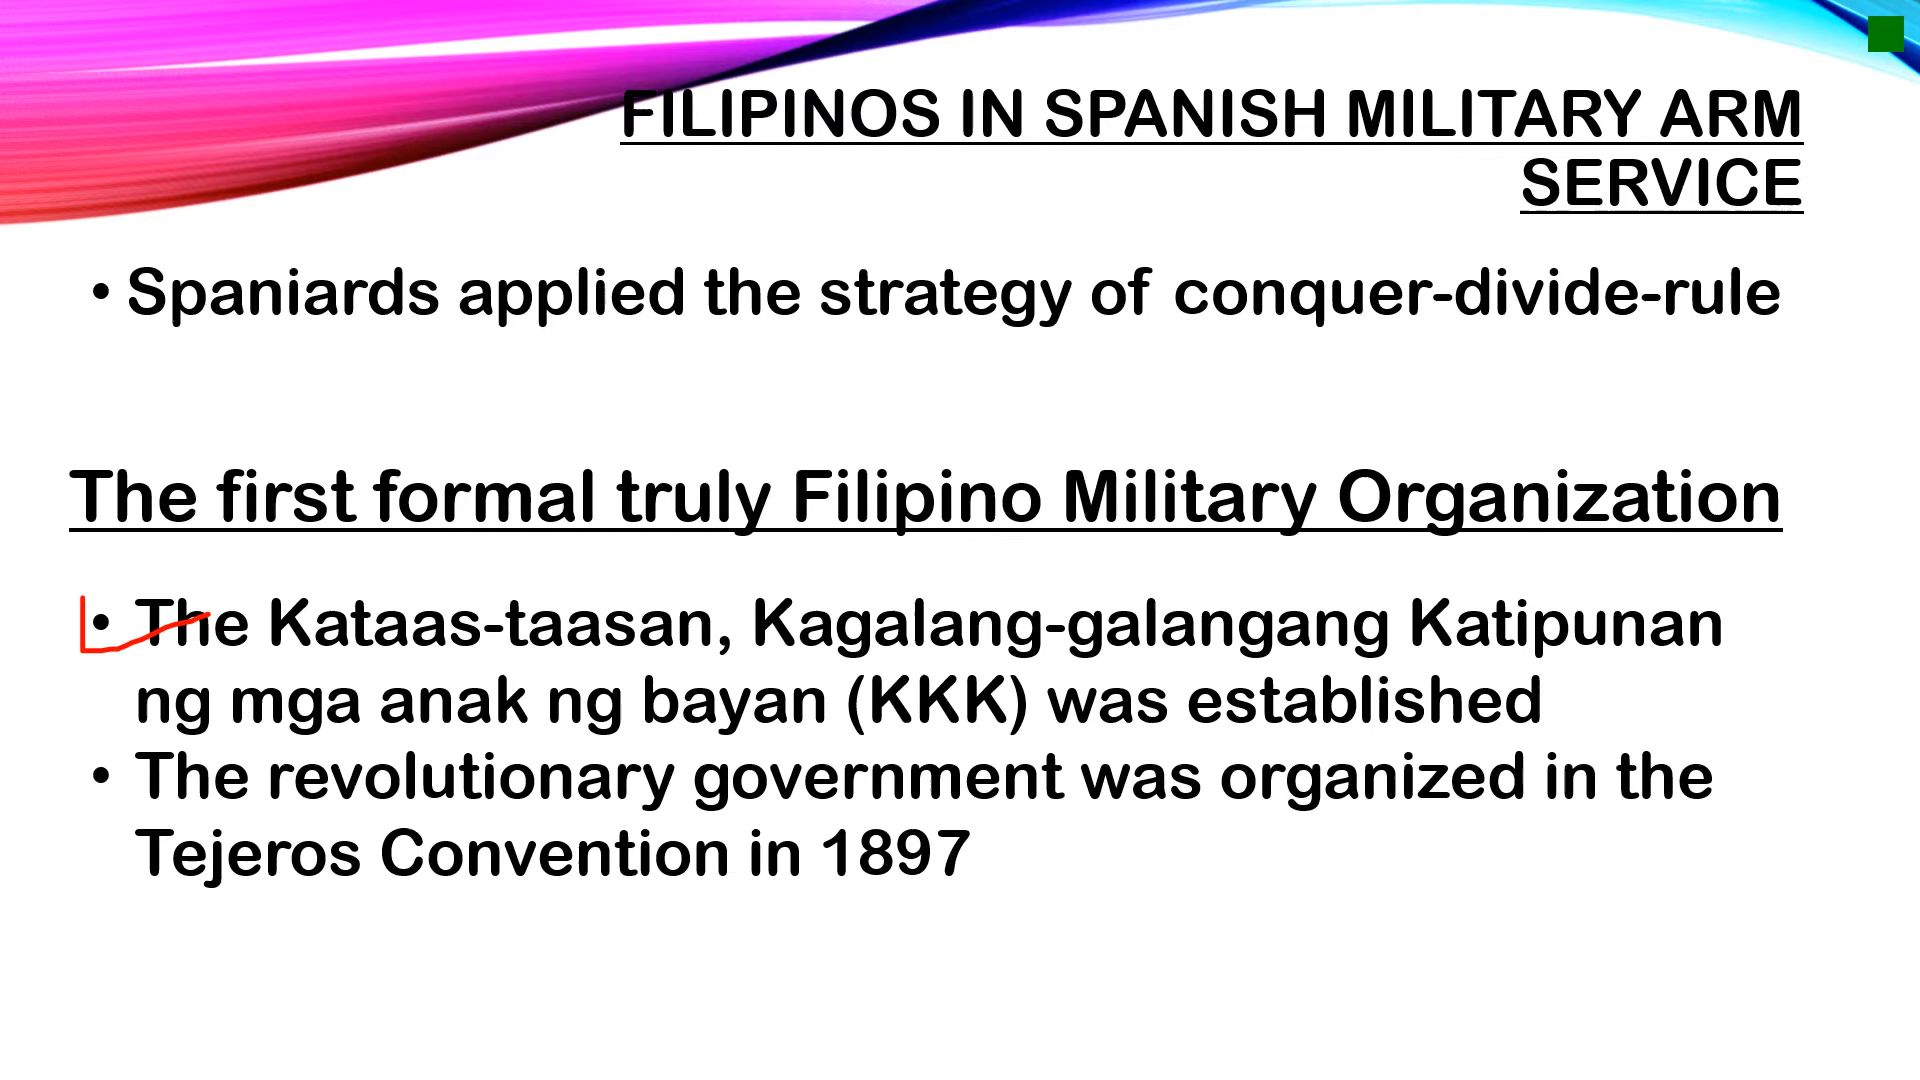 FILIPINOS IN SPANISH MILITARY ARM
SERVICE
• Spaniards applied the strategy of conquer-divide-rule
The first formal truly Filipino Military Organization
• The Kataas-taasan, Kagalang-galangang Katipunan
ng mga anak ng bayan (KKK) was established
• The revolutionary government was organized in the
Tejeros Convention in 1897